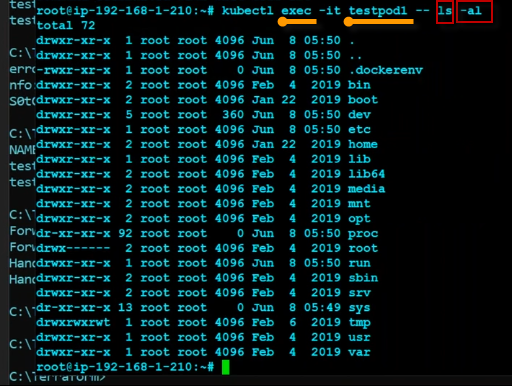 root@ip-192-168-1-210:~# kubectl exec -it testpod1 -- ls -al
total 72
drwxr-xr-x 1 root root 4096 Jun 8 05:50 .
drwxr-xr-x 1 root root 4096 Jun 8 05:50 ..
-rwxr-xr-x 1 root root 0 Jun 8 05:50 .dockerenv
drwxr-xr-x 2 root root 4096 Feb 4 2019 bin
drwxr-xr-x 2 root root 4096 Jan 22 2019 boot
drwxr-xr-x 5 root root 360 Jun 8 05:50 dev
drwxr-xr-x 1 root root 4096 Jun 8 05:50 etc
drwxr-xr-x 2 root root 4096 Jan 22 2019 home
drwxr-xr-x 1 root root 4096 Feb 4 2019 lib
drwxr-xr-x 2 root root 4096 Feb 4 2019 lib64
drwxr-xr-x 2 root root 4096 Feb 4 2019 media
drwxr-xr-x 2 root root 4096 Feb 4 2019 mnt
drwxr-xr-x 2 root root 4096 Feb 4 2019 opt
dr-xr-xr-x 92 root root 0 Jun 8 05:50 proc
drwx------ 2 root root 4096 Feb 4 2019 root
drwxr-xr-x 1 root root 4096 Jun 8 05:50 run
drwxr-xr-x 2 root root 4096 Feb 4 2019 sbin
drwxr-xr-x 2 root root 4096 Feb 4 2019 srv
dr-xr-xr-x 13 root root 0 Jun 8 05:49 sys
drwxrwxrwt 1 root root 4096 Feb 6 2019 tmp
drwxr-xr-x 1 root root 4096 Feb 4 2019 usr
drwxr-xr-x 1 root root 4096 Feb 4 2019 var
root@ip-192-168-1-210:~#